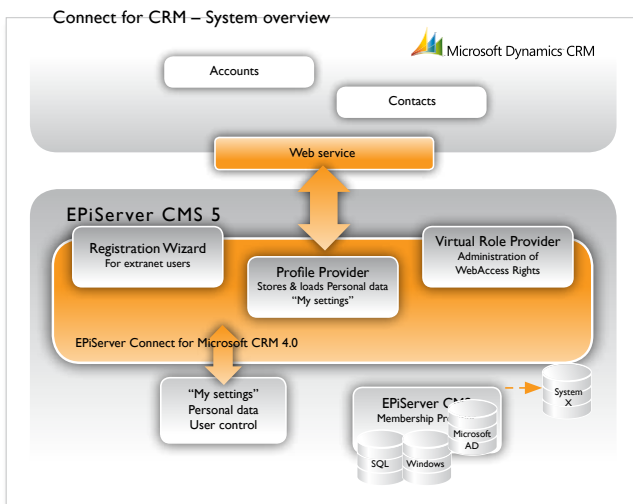 Connect for CRM – System overview
Microsoft Dynamics CRM
Accounts
Contacts
Web service
EPiServer CMS 5
Registration Wizard
For extranet users
Profile Provider
Stores & loads Personal data
“My settings”
Virtual Role Provider
Administration of
WebAccess Rights
EPiServer Connect for Microsoft CRM 4.0
“My settings”
Personal data
User control
EPiServer
Membership
SQL
Windows
Microsoft
AD
System
X